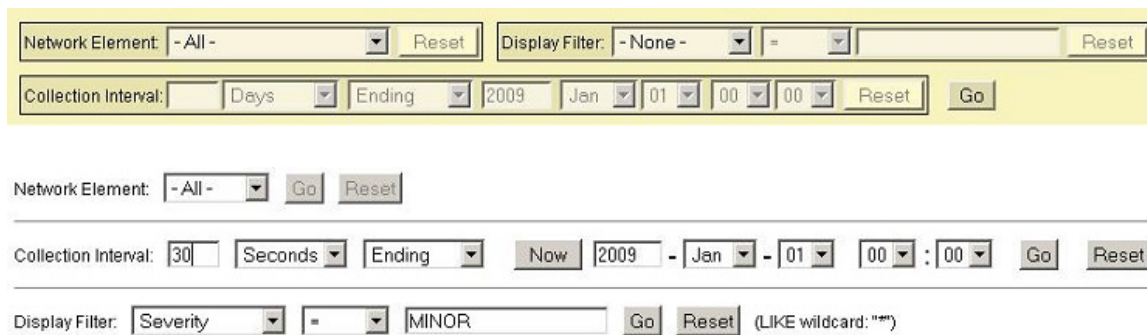 Network Element: - All - Reset Display Filter: - None - = Reset
Collection Interval: Days Ending 2009 Jan 01 00 00 Reset Go
Network Element: - All - Go Reset
Collection Interval: 30 Seconds Ending Now 2009 - Jan - 01 00 : 00 Go Reset
Display Filter: Severity = MINOR Go Reset (LIKE wildcard: "*")